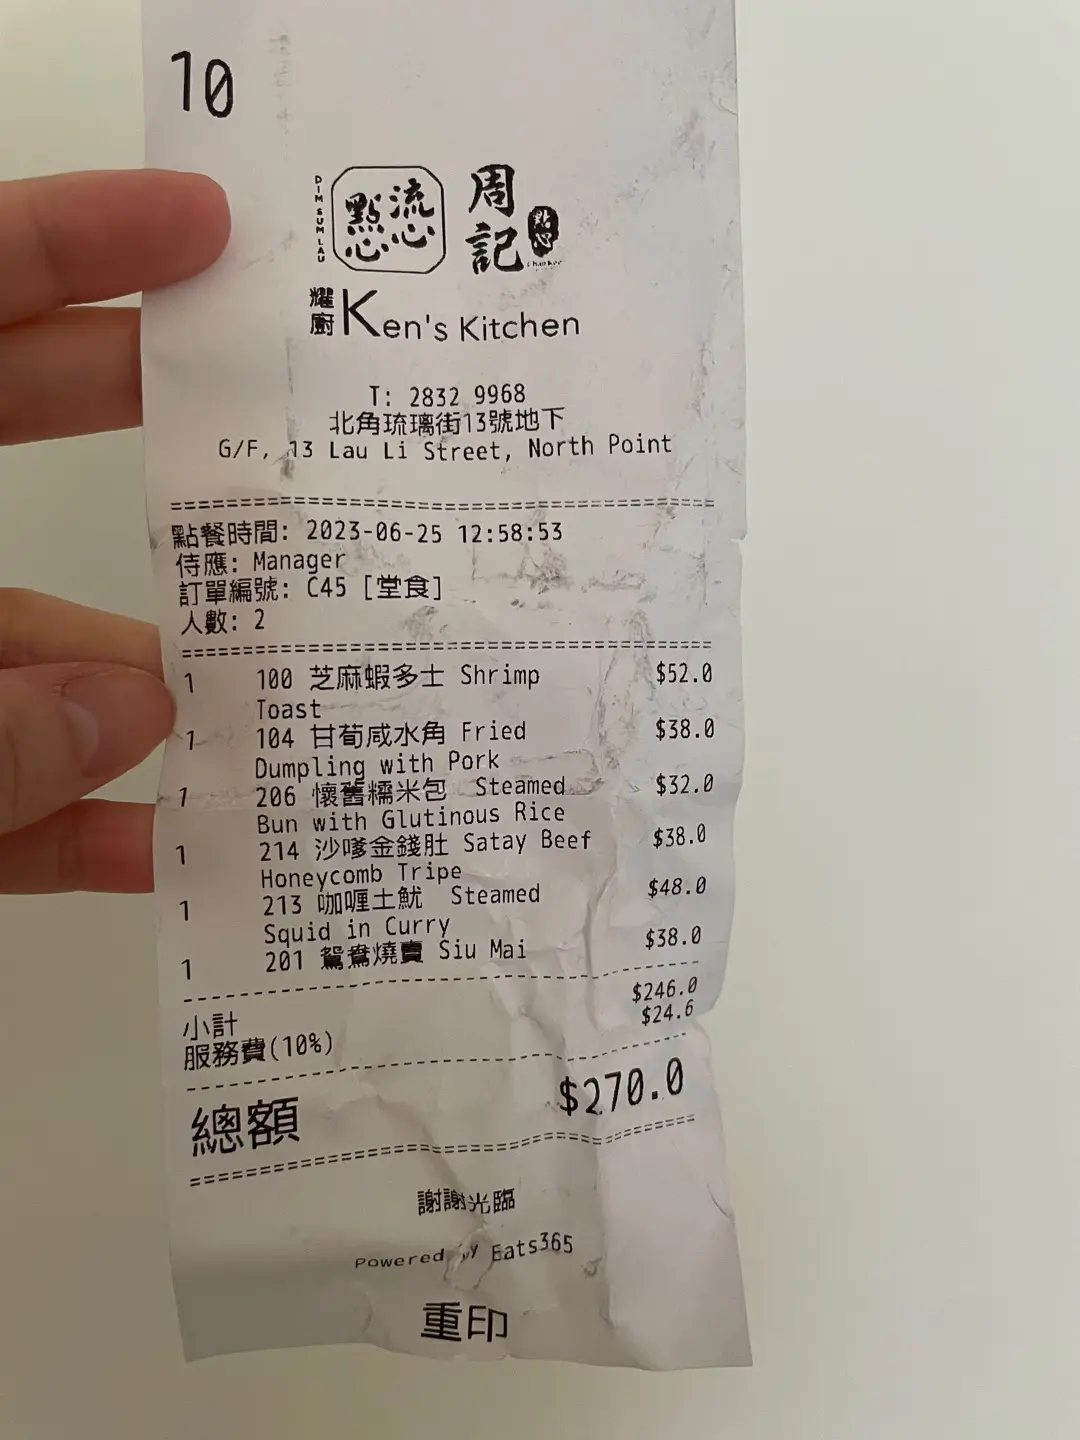 10
DIM SUM LAU
點心
流心
周記
點心
耀廚 Ken's Kitchen
T: 2832 9968
北角琉璃街13號地下
G/F, 13 Lau Li Street, North Point
點餐時間: 2023-06-25 12:58:53
侍應: Manager
訂單編號: C45 [堂食]
人數: 2
1 100 芝麻蝦多士 Shrimp $52.0
Toast
1 104 甘荀咸水角 Fried $38.0
Dumpling with Pork
1 206 懷舊糯米包 Steamed $32.0
Bun with Glutinous Rice
1 214 沙嗲金錢肚 Satay Beef $38.0
Honeycomb Tripe
1 213 咖喱土魷 Steamed $48.0
Squid in Curry
1 201 鴛鴦燒賣 Siu Mai $38.0
小計 $246.0
服務費(10%) $24.6
總額 $270.0
謝謝光臨
Powered by Eats365
重印